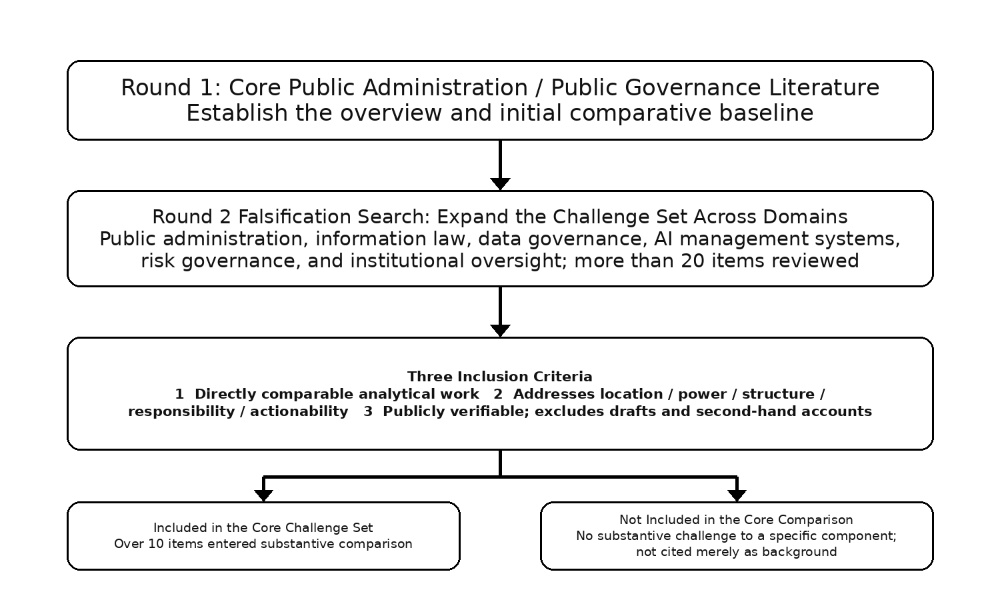 Round 1: Core Public Administration / Public Governance Literature
Establish the overview and initial comparative baseline
Round 2 Falsification Search: Expand the Challenge Set Across Domains
Public administration, information law, data governance, AI management systems,
risk governance, and institutional oversight; more than 20 items reviewed
Three Inclusion Criteria
1  Directly comparable analytical work   2  Addresses location / power / structure /
responsibility / actionability   3  Publicly verifiable; excludes drafts and second-hand accounts
Included in the Core Challenge Set
Over 10 items entered substantive comparison
Not Included in the Core Comparison
No substantive challenge to a specific component;
not cited merely as background